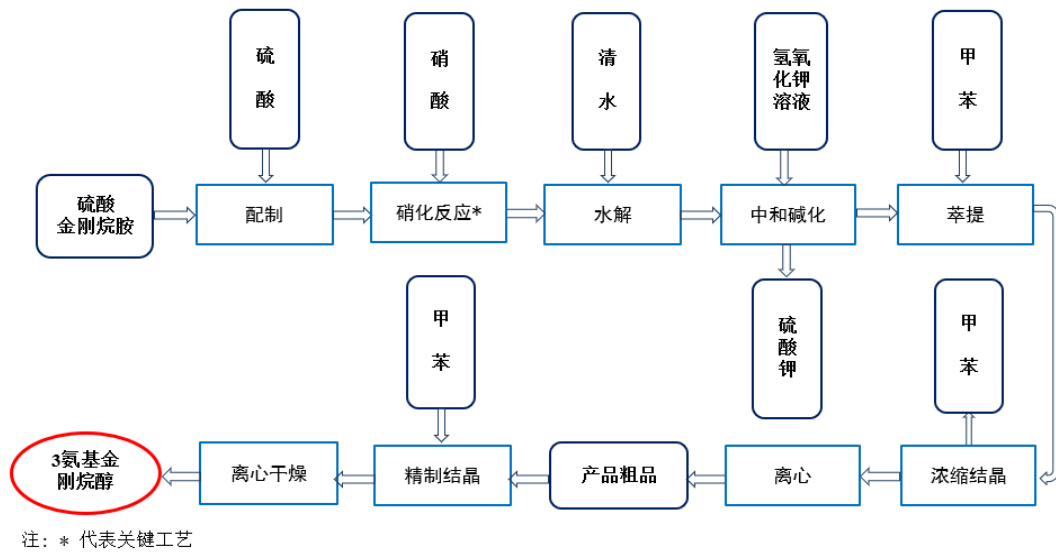 硫
酸
硝
酸
清
水
氢氧
化钾
溶液
甲
苯
硫酸
金刚烷胺
配制
硝化反应*
水解
中和碱化
萃提
甲
苯
硫
酸
钾
甲
苯
3氨基金
刚烷醇
离心干燥
精制结晶
产品粗品
离心
浓缩结晶
注: * 代表关键工艺